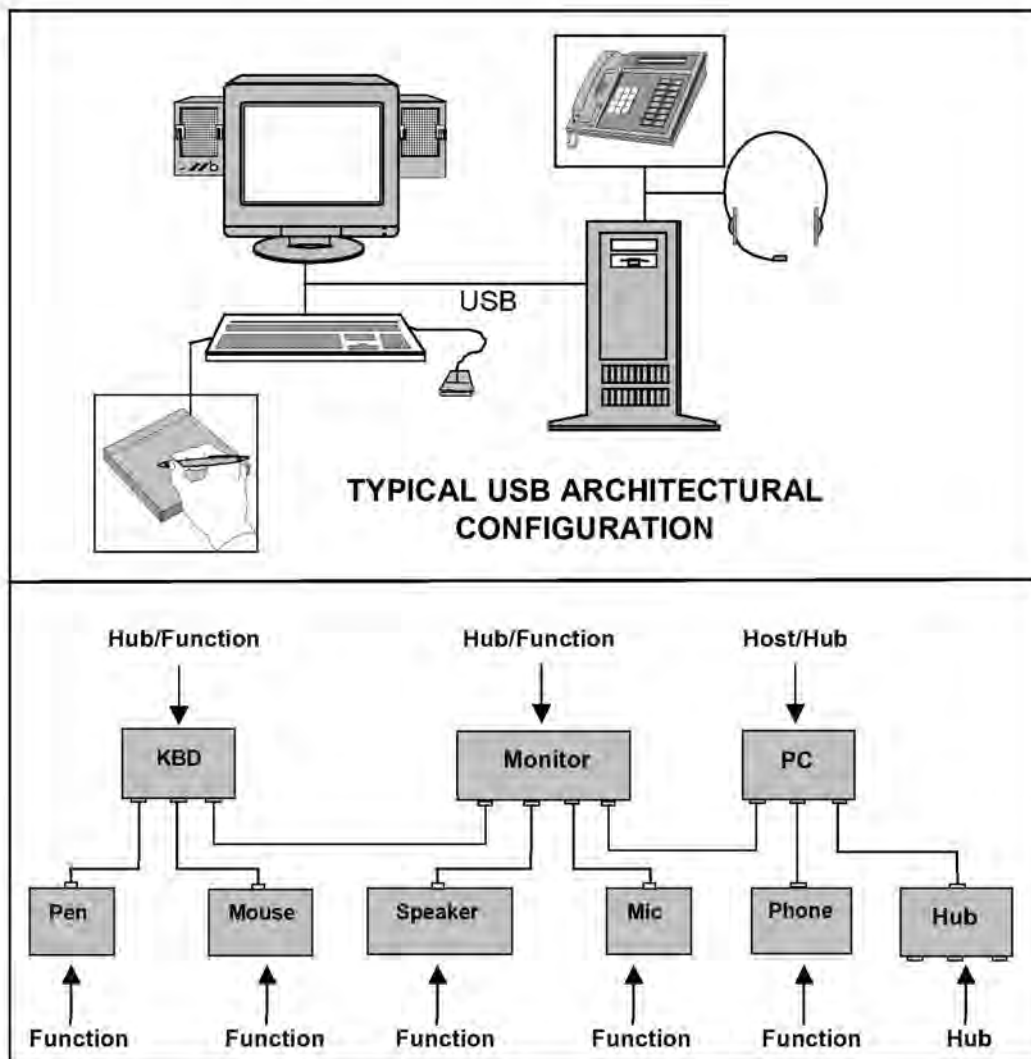 USB
TYPICAL USB ARCHITECTURAL
CONFIGURATION
Hub/Function Hub/Function Host/Hub
KBD Monitor PC
Pen Mouse Speaker Mic Phone Hub
Function Function Function Function Function Hub